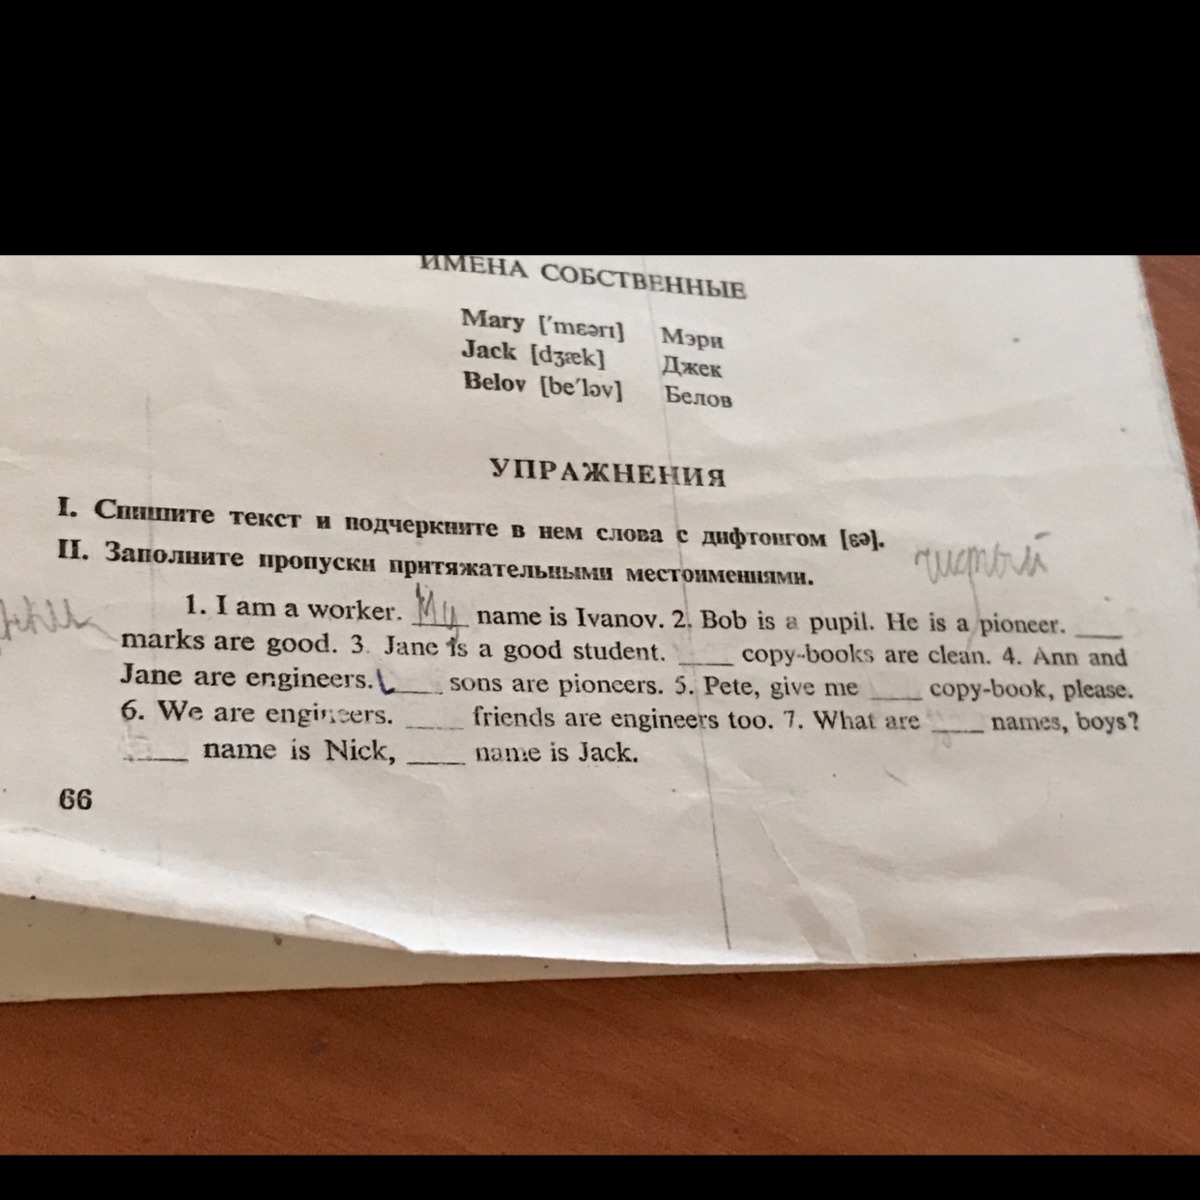 ИМЕНА СОБСТВЕННЫЕ
Mary [ˈmɛərı] Мэри
Jack [dʒæk] Джек
Belov [beˈləv] Белов
УПРАЖНЕНИЯ
I. Спишите текст и подчеркните в нем слова с дифтонгом [ɛə].
II. Заполните пропуски притяжательными местоимениями.
чистый
1. I am a worker. My name is Ivanov. 2. Bob is a pupil. He is a pioneer. ____
marks are good. 3. Jane is a good student. ____ copy-books are clean. 4. Ann and
Jane are engineers. ____ sons are pioneers. 5. Pete, give me ____ copy-book, please.
6. We are engineers. ____ friends are engineers too. 7. What are ____ names, boys?
____ name is Nick, ____ name is Jack.
66